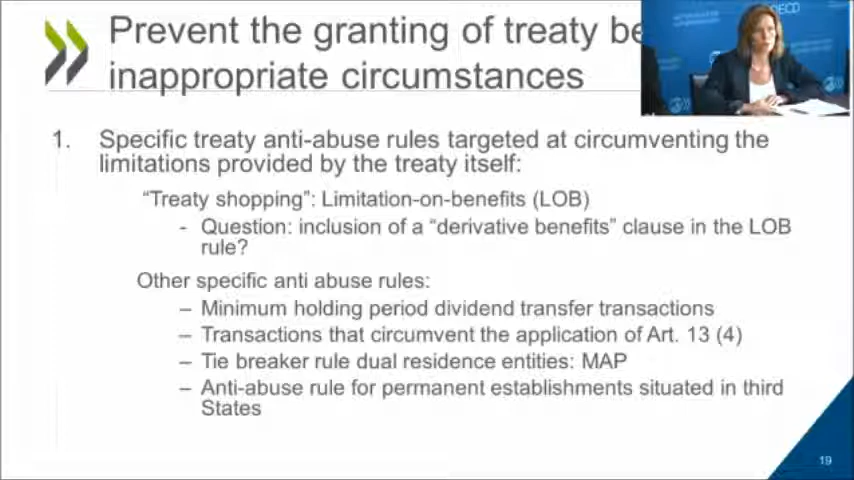 Prevent the granting of treaty be
inappropriate circumstances
OECD
1. Specific treaty anti-abuse rules targeted at circumventing the
limitations provided by the treaty itself:
“Treaty shopping”: Limitation-on-benefits (LOB)
- Question: inclusion of a “derivative benefits” clause in the LOB
rule?
Other specific anti abuse rules:
– Minimum holding period dividend transfer transactions
– Transactions that circumvent the application of Art. 13 (4)
– Tie breaker rule dual residence entities: MAP
– Anti-abuse rule for permanent establishments situated in third
States
19